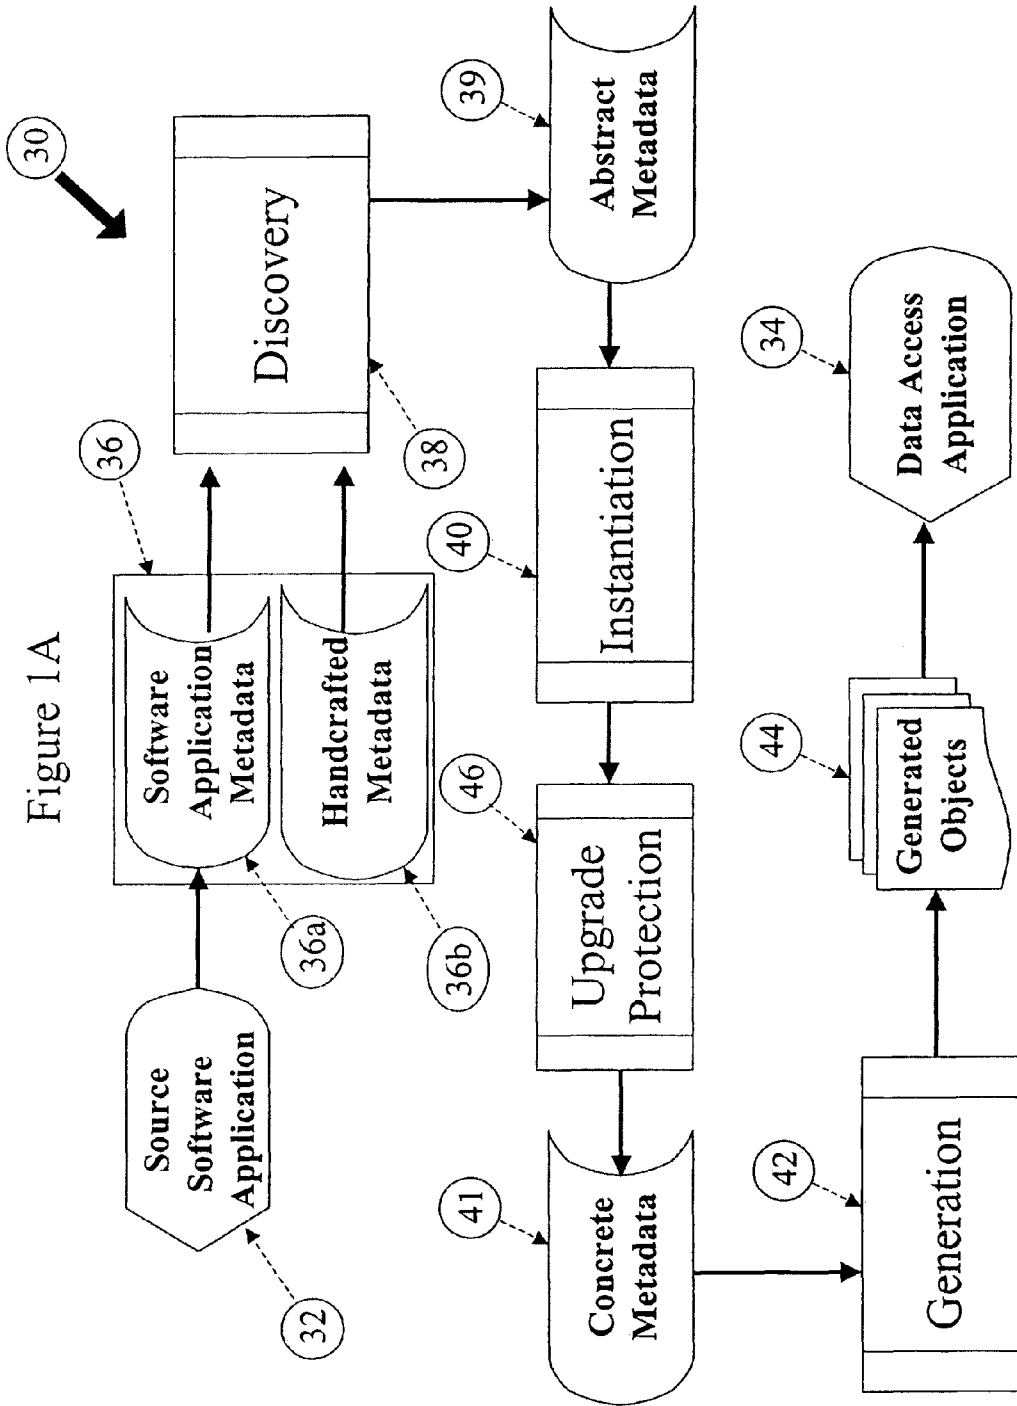 Figure 1A
30
36
Source
Software
Application
32
Software
Application
Metadata
36a
Handcrafted
Metadata
36b
Discovery
38
Abstract
Metadata
39
Instantiation
40
Upgrade
Protection
46
Concrete
Metadata
41
Generation
42
Generated
Objects
44
Data Access
Application
34